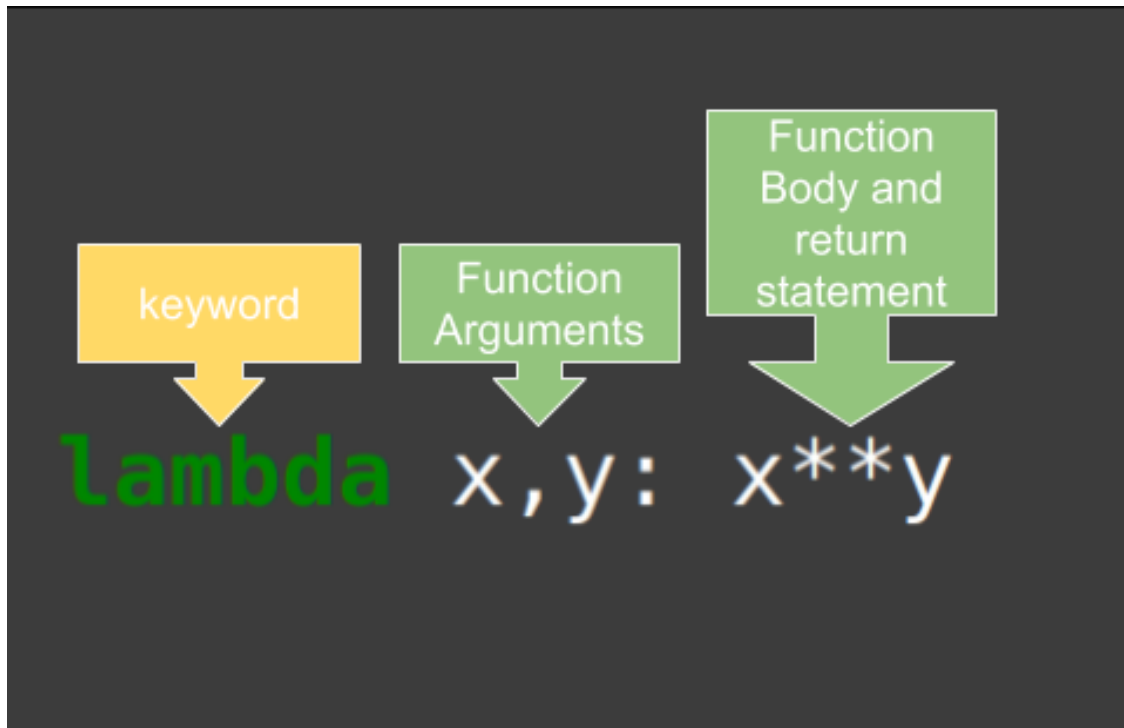 Function
Body and
return
statement
keyword
Function
Arguments
lambda x,y: x**y